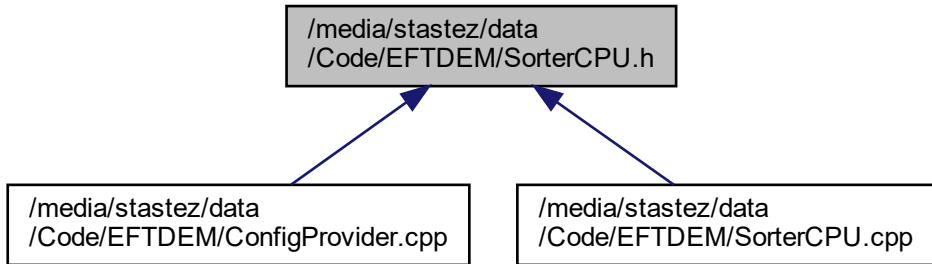 /media/stastez/data
/Code/EFTDEM/SorterCPU.h
/media/stastez/data
/Code/EFTDEM/ConfigProvider.cpp
/media/stastez/data
/Code/EFTDEM/SorterCPU.cpp